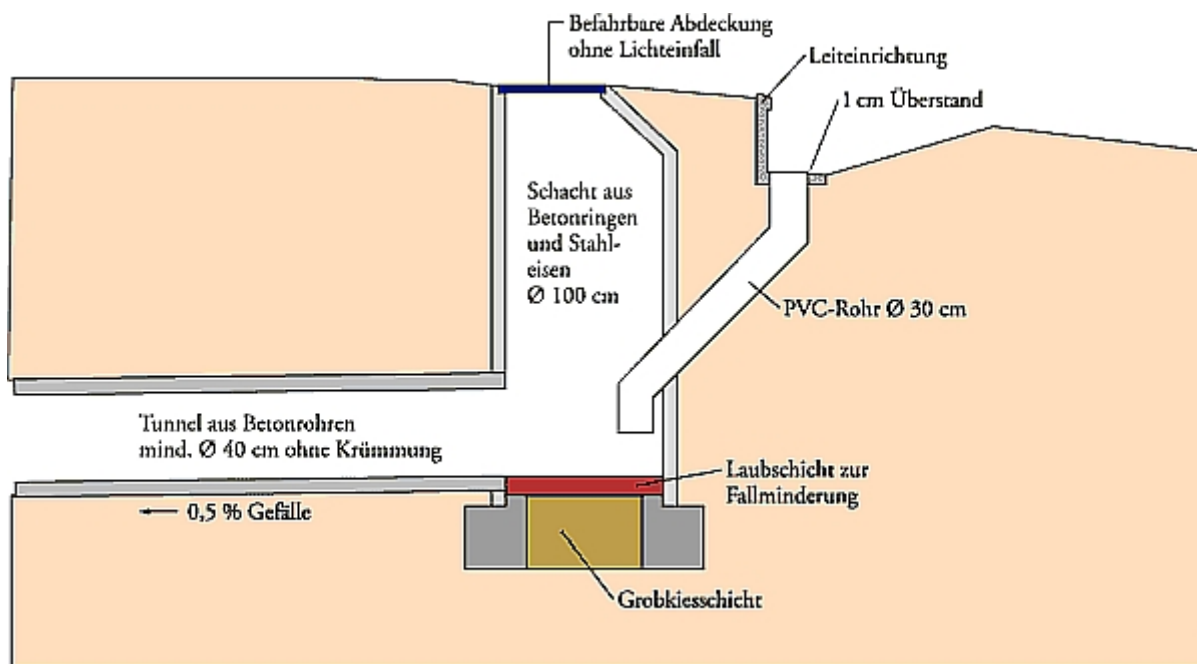 Befahrbare Abdeckung
ohne Lichteinfall
Leiteinrichtung
1 cm Überstand
Schacht aus
Betonringen
und Stahl-
eisen
Ø 100 cm
PVC-Rohr Ø 30 cm
Tunnel aus Betonrohren
mind. Ø 40 cm ohne Krümmung
Laubschicht zur
Fallminderung
0,5 % Gefälle
Grobkiesschicht